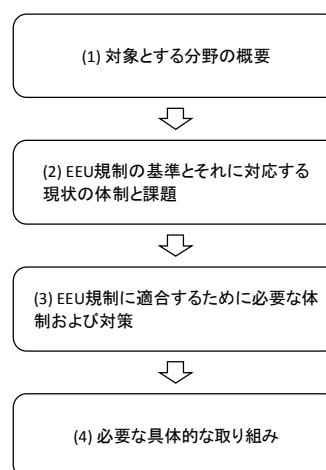 (1) 対象とする分野の概要
(2) EEU規制の基準とそれに対応する
現状の体制と課題
(3) EEU規制に適合するために必要な体
制および対策
(4) 必要な具体的な取り組み